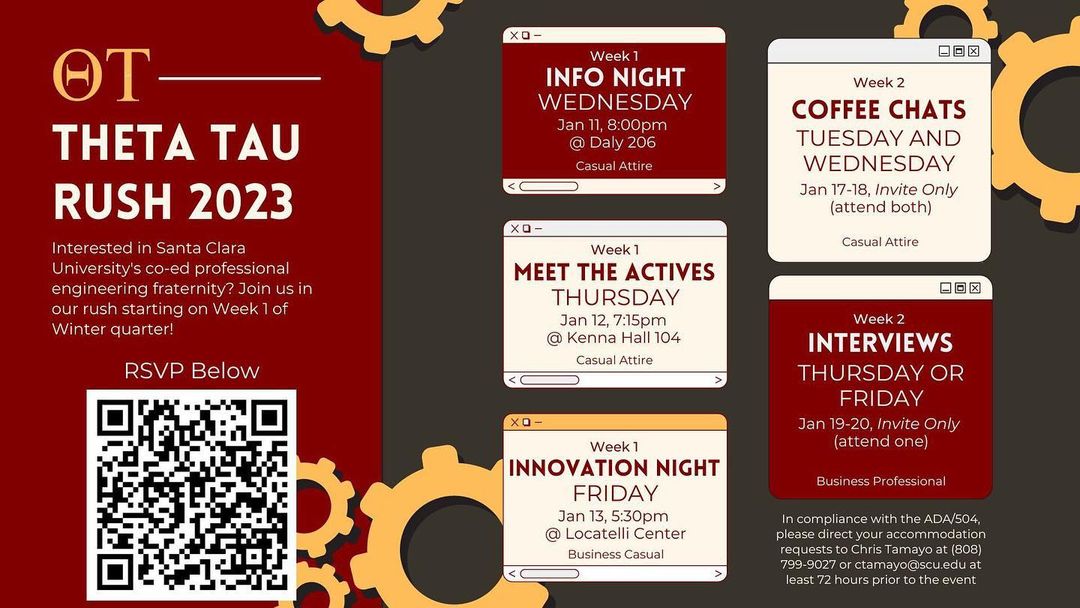 ΘΤ
THETA TAU
RUSH 2023
Interested in Santa Clara
University's co-ed professional
engineering fraternity? Join us in
our rush starting on Week 1 of
Winter quarter!
RSVP Below
Week 1
INFO NIGHT
WEDNESDAY
Jan 11, 8:00pm
@ Daly 206
Casual Attire
Week 1
MEET THE ACTIVES
THURSDAY
Jan 12, 7:15pm
@ Kenna Hall 104
Casual Attire
Week 1
INNOVATION NIGHT
FRIDAY
Jan 13, 5:30pm
@ Locatelli Center
Business Casual
Week 2
COFFEE CHATS
TUESDAY AND
WEDNESDAY
Jan 17-18, Invite Only
(attend both)
Casual Attire
Week 2
INTERVIEWS
THURSDAY OR
FRIDAY
Jan 19-20, Invite Only
(attend one)
Business Professional
In compliance with the ADA/504,
please direct your accommodation
requests to Chris Tamayo at (808)
799-9027 or ctamayo@scu.edu at
least 72 hours prior to the event